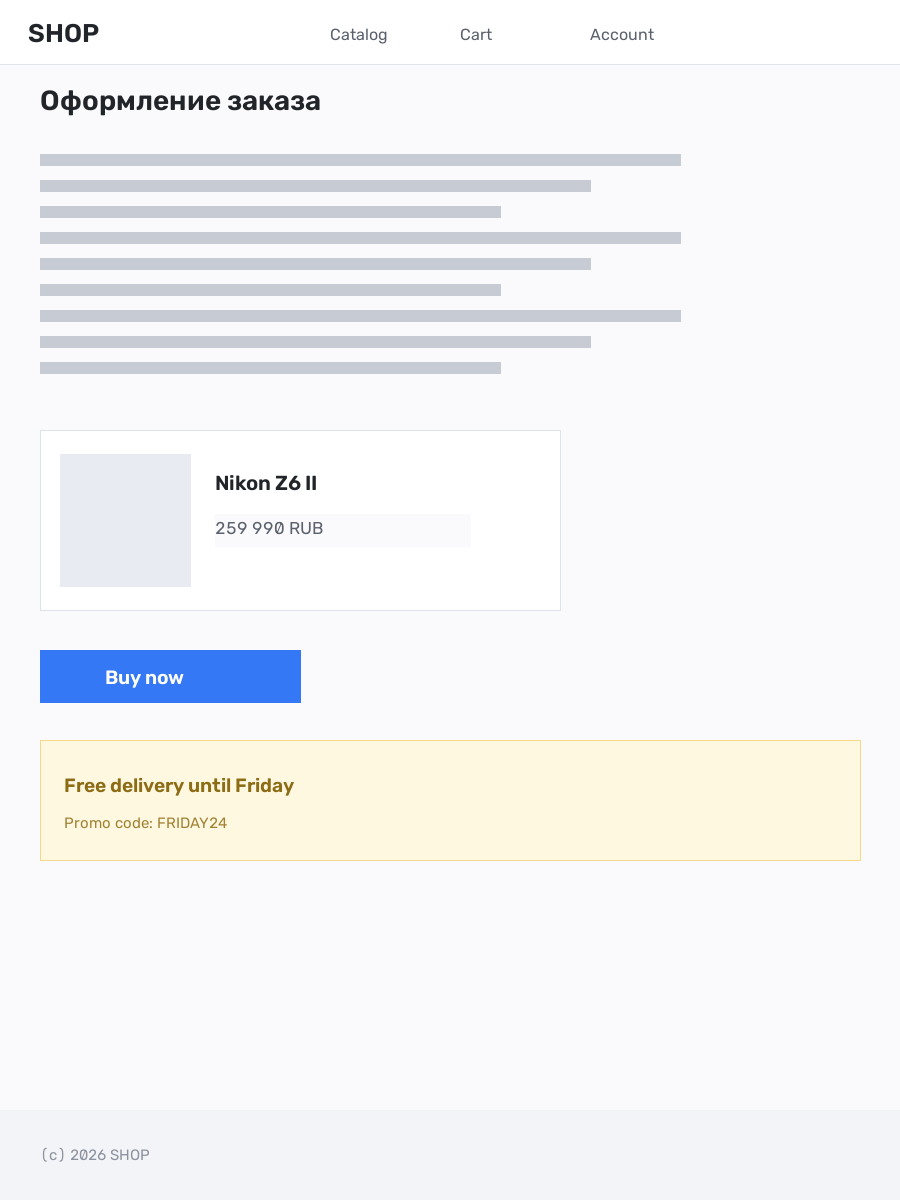 SHOP
Catalog
Cart
Account
Оформление заказа
Nikon Z6 II
259 990 RUB
Buy now
Free delivery until Friday
Promo code: FRIDAY24
(c) 2026 SHOP